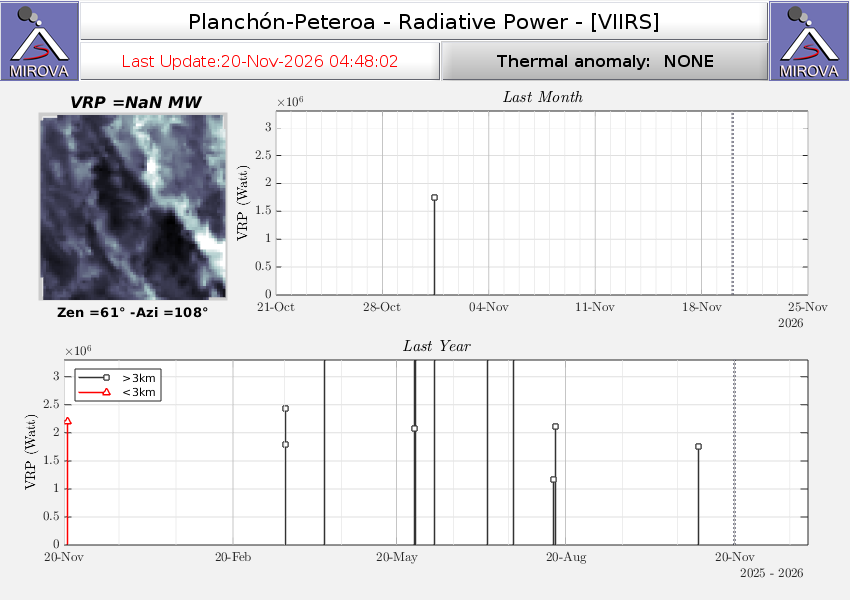 Planchón-Peteroa - Radiative Power - [VIIRS]
MIROVA
Last Update:20-Nov-2026 04:48:02
Thermal anomaly: NONE
MIROVA
VRP =NaN MW
Zen =61° -Azi =108°
Last Month
×10⁶
VRP (Watt)
3
2.5
2
1.5
1
0.5
0
21-Oct
28-Oct
04-Nov
11-Nov
18-Nov
25-Nov
2026
Last Year
×10⁶
VRP (Watt)
>3km
<3km
3
2.5
2
1.5
1
0.5
0
20-Nov
20-Feb
20-May
20-Aug
20-Nov
2025 - 2026